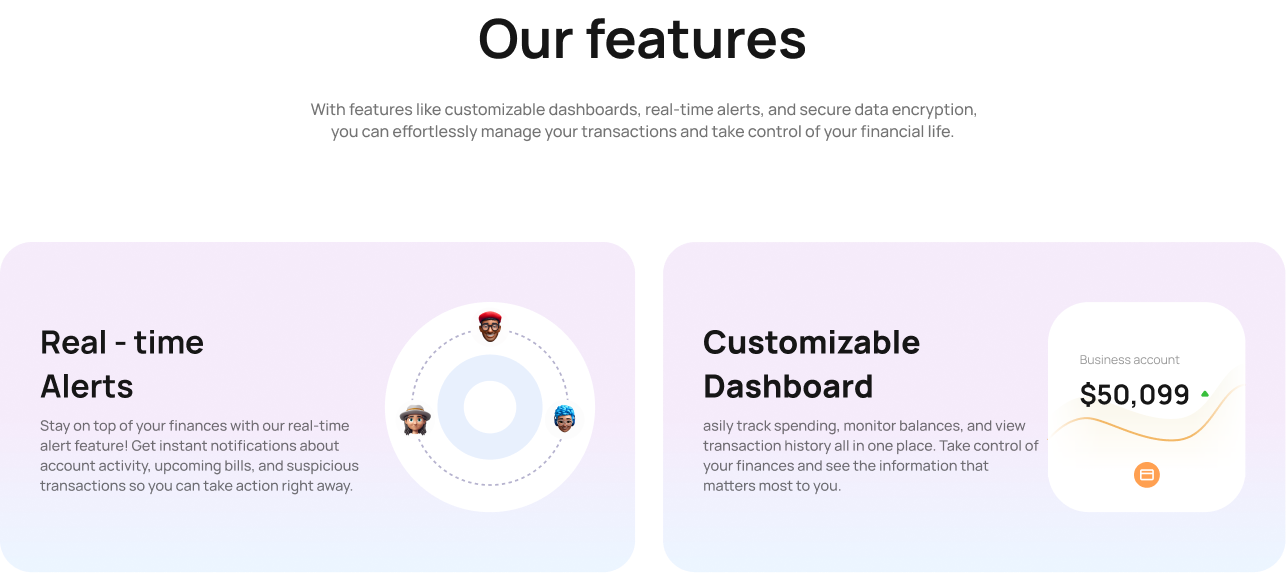 Our features
With features like customizable dashboards, real-time alerts, and secure data encryption,
you can effortlessly manage your transactions and take control of your financial life.
Real - time
Alerts
Stay on top of your finances with our real-time
alert feature! Get instant notifications about
account activity, upcoming bills, and suspicious
transactions so you can take action right away.
Customizable
Dashboard
asily track spending, monitor balances, and view
transaction history all in one place. Take control of
your finances and see the information that
matters most to you.
Business account
$50,099